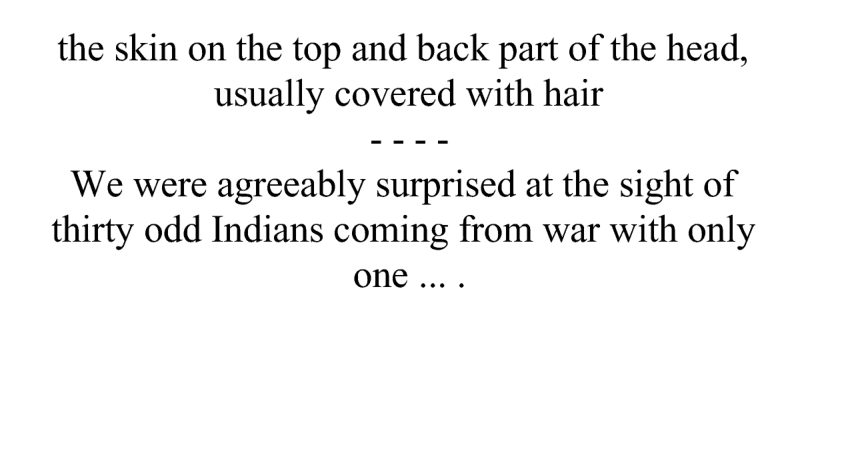 the skin on the top and back part of the head,
usually covered with hair
- - - -
We were agreeably surprised at the sight of
thirty odd Indians coming from war with only
one ... .